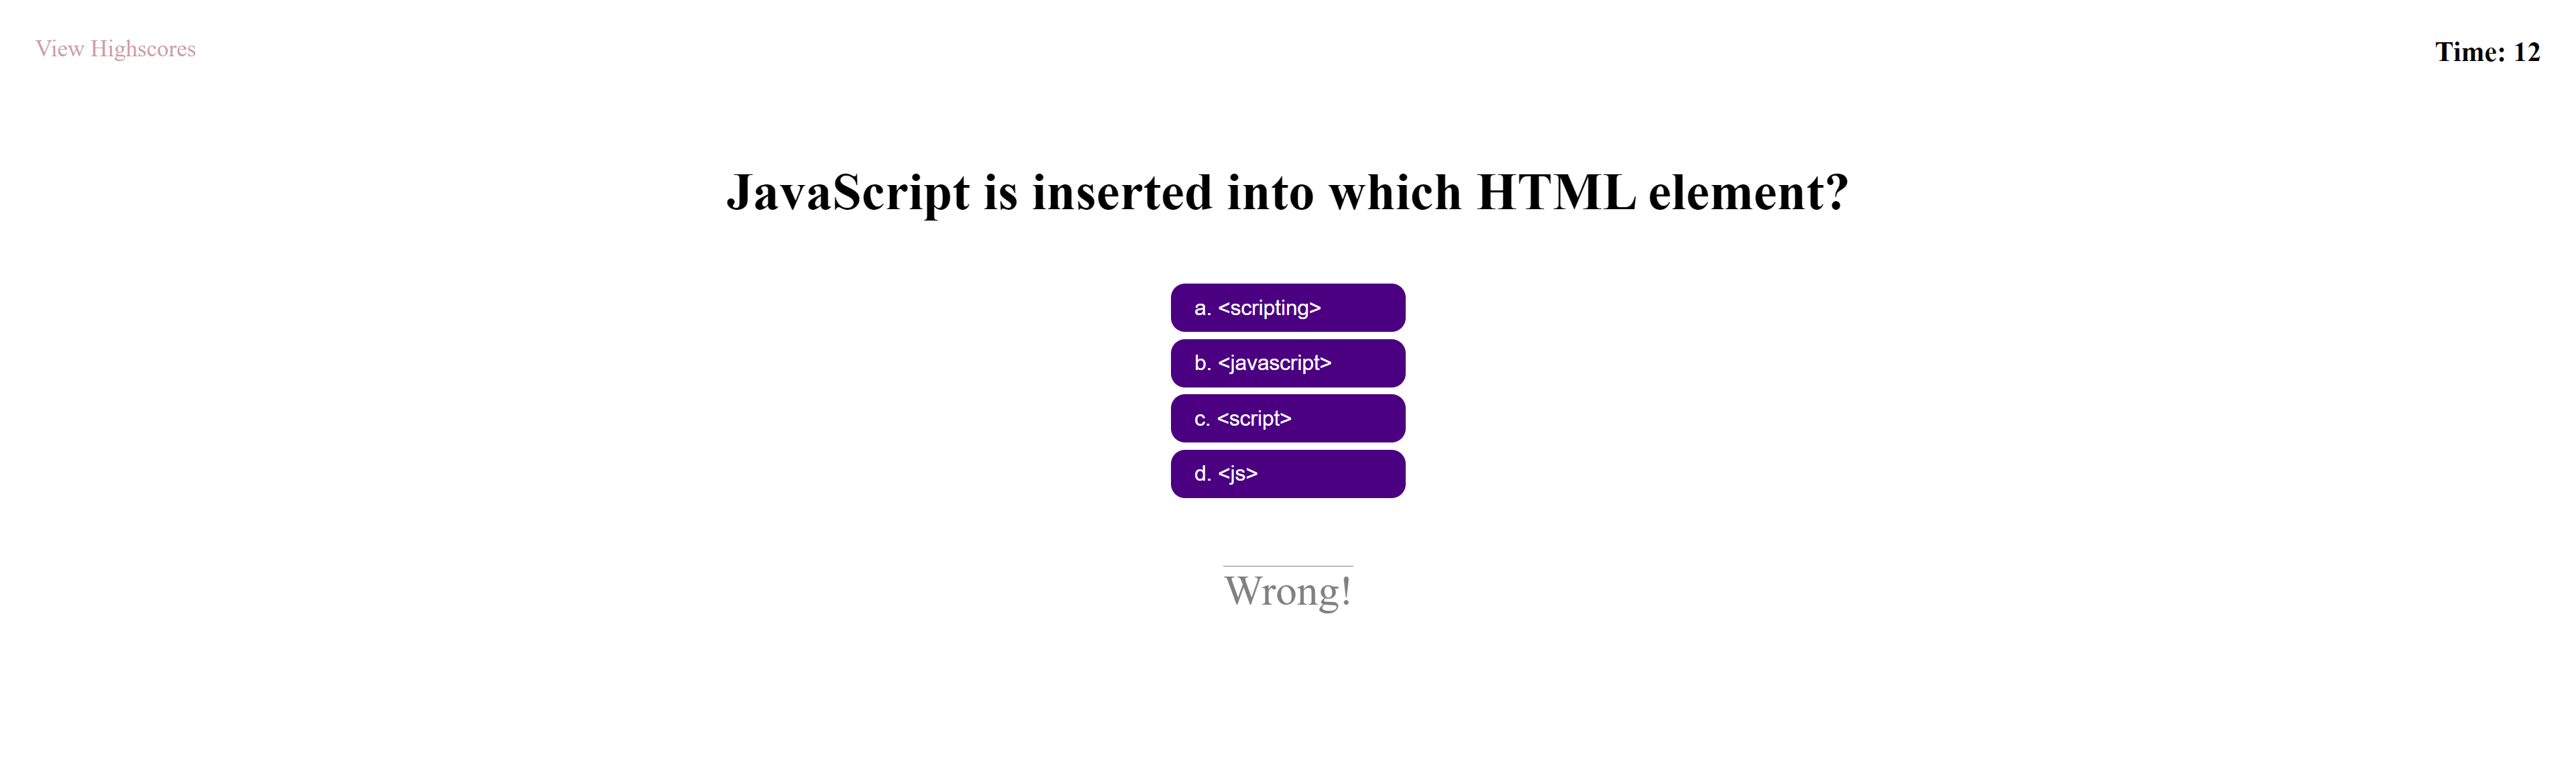 View Highscores
Time: 12
JavaScript is inserted into which HTML element?
a. <scripting>
b. <javascript>
c. <script>
d. <js>
Wrong!